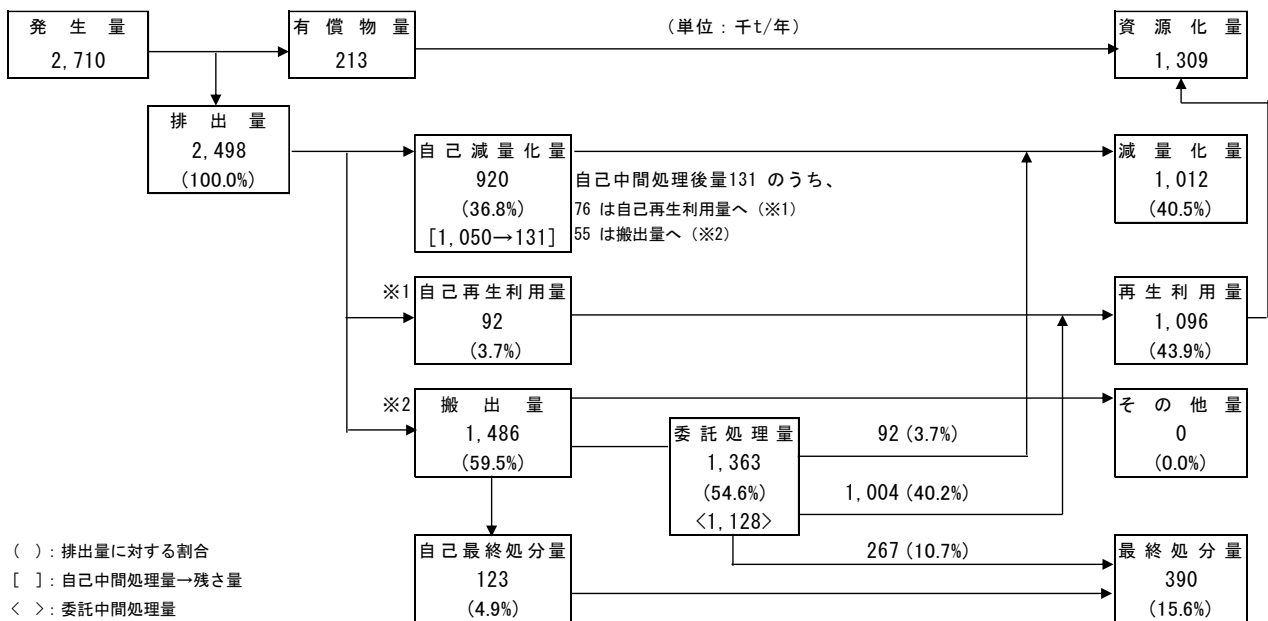 発生量
2,710
有償物量
213
(単位：千t/年)
資源化量
1,309
排出量
2,498
(100.0%)
自己減量化量
920
(36.8%)
[1,050→131]
自己中間処理後量131 のうち、
76 は自己再生利用量へ（※1）
55 は搬出量へ（※2）
減量化量
1,012
(40.5%)
※1
自己再生利用量
92
(3.7%)
再生利用量
1,096
(43.9%)
※2
搬出量
1,486
(59.5%)
委託処理量
1,363
(54.6%)
<1,128>
92 (3.7%)
1,004 (40.2%)
267 (10.7%)
その他量
0
(0.0%)
自己最終処分量
123
(4.9%)
最終処分量
390
(15.6%)
( ) : 排出量に対する割合
[ ] : 自己中間処理量→残さ量
< > : 委託中間処理量